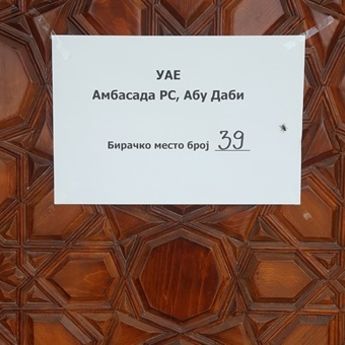 УАЕ
Амбасада РС, Абу Даби
Бирачко место број 39